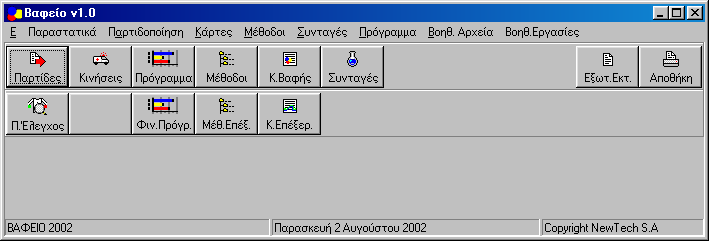 Βαφείο v1.0
Ε Παραστατικά Παρτιδοποίηση Κάρτες Μέθοδοι Συνταγές Πρόγραμμα Βοηθ. Αρχεία Βοηθ.Εργασίες
Παρτίδες Κινήσεις Πρόγραμμα Μέθοδοι Κ.Βαφής Συνταγές Εξωτ.Εκτ. Αποθήκη
Π.Έλεγχος Φιν.Πρόγρ. Μέθ.Επέξ. Κ.Επέξερ.
ΒΑΦΕΙΟ 2002 Παρασκευή 2 Αυγούστου 2002 Copyright NewTech S.A